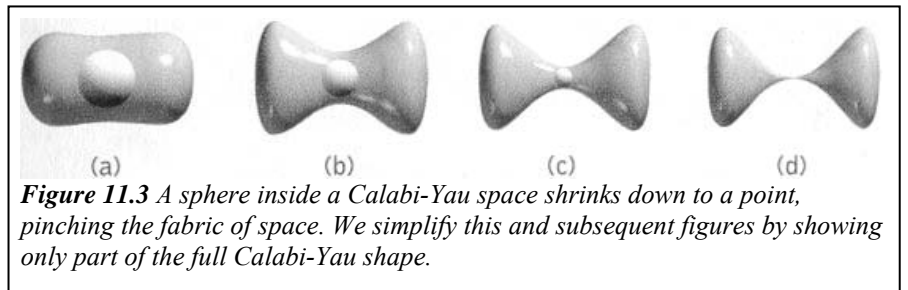 (a) (b) (c) (d)
Figure 11.3 A sphere inside a Calabi-Yau space shrinks down to a point,
pinching the fabric of space. We simplify this and subsequent figures by showing
only part of the full Calabi-Yau shape.